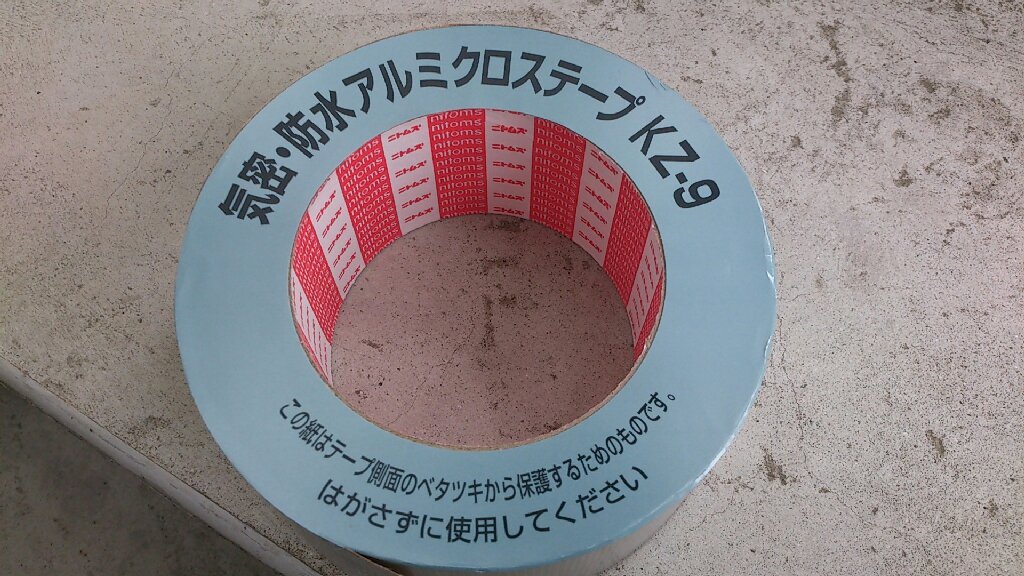 気密・防水アルミクロステープ KZ-9
ニトムズ
nitoms
この紙はテープ側面のベタツキから保護するためのものです。
はがさずに使用してください